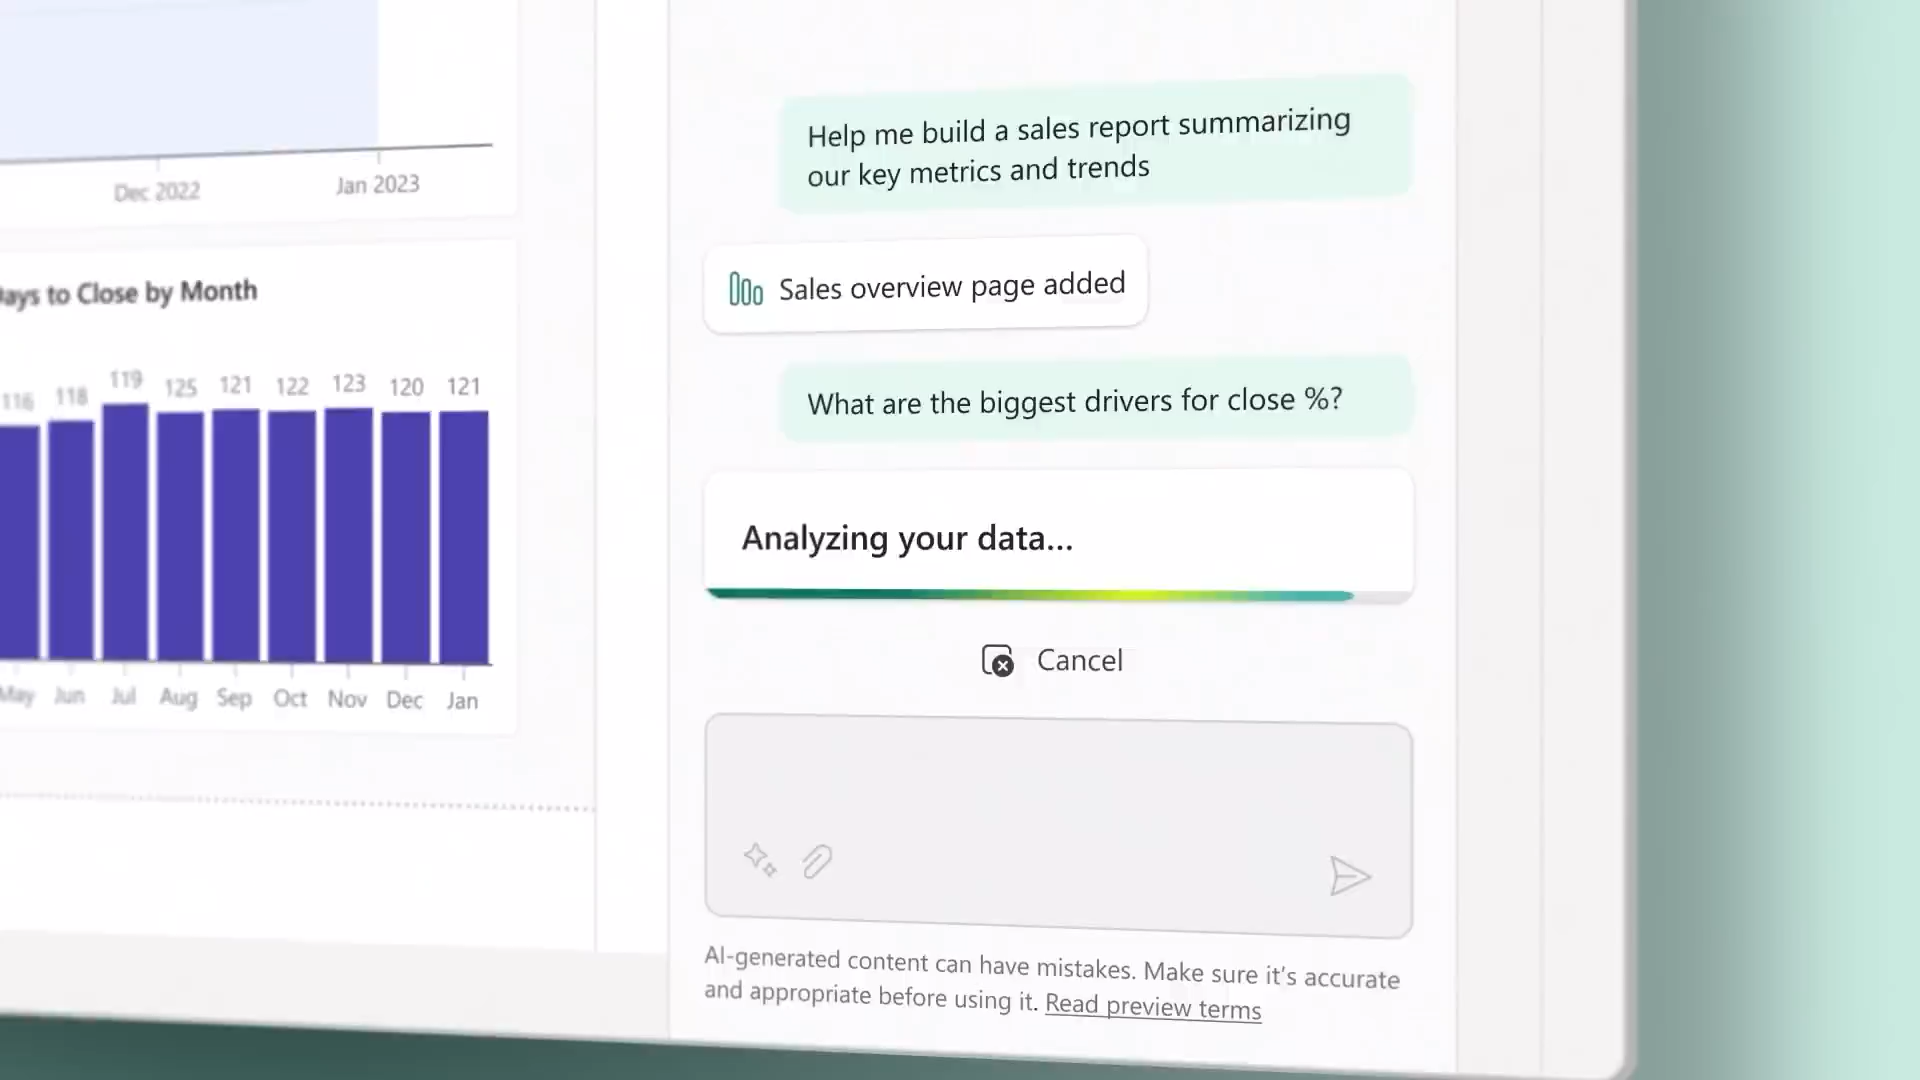 Dec 2022
Jan 2023
Days to Close by Month
116
118
119
125
121
122
123
120
121
May
Jun
Jul
Aug
Sep
Oct
Nov
Dec
Jan
Help me build a sales report summarizing
our key metrics and trends
Sales overview page added
What are the biggest drivers for close %?
Analyzing your data...
Cancel
AI-generated content can have mistakes. Make sure it's accurate
and appropriate before using it. Read preview terms